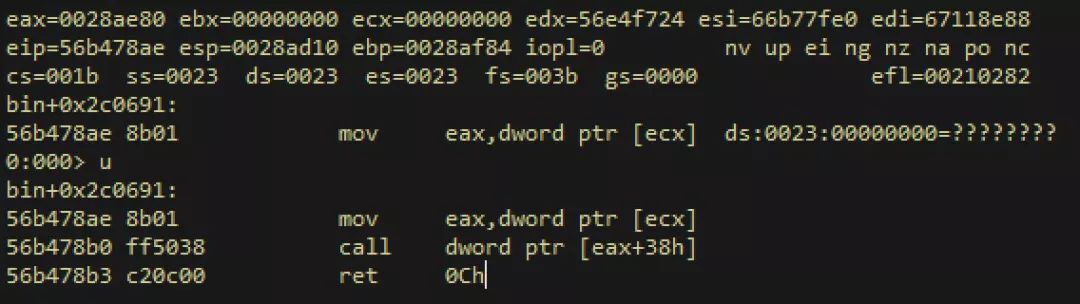 eax=0028ae80 ebx=00000000 ecx=00000000 edx=56e4f724 esi=66b77fe0 edi=67118e88
eip=56b478ae esp=0028ad10 ebp=0028af84 iopl=0         nv up ei ng nz na po nc
cs=001b  ss=0023  ds=0023  es=0023  fs=003b  gs=0000             efl=00210282
bin+0x2c0691:
56b478ae 8b01            mov     eax,dword ptr [ecx]  ds:0023:00000000=????????
0:000> u
bin+0x2c0691:
56b478ae 8b01            mov     eax,dword ptr [ecx]
56b478b0 ff5038          call    dword ptr [eax+38h]
56b478b3 c20c00          ret     0Ch